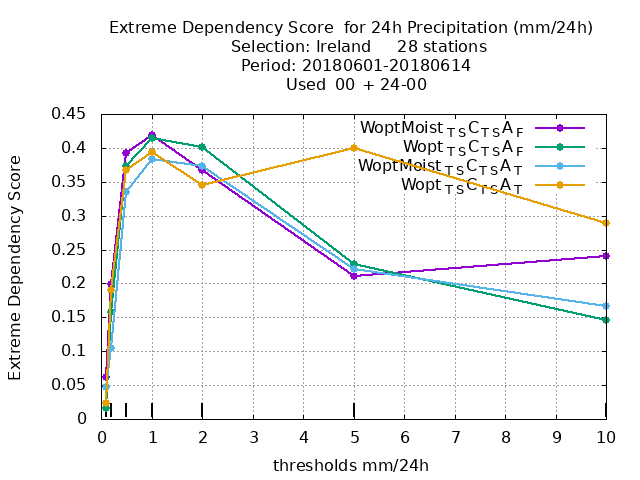 Extreme Dependency Score for 24h Precipitation (mm/24h)
Selection: Ireland 28 stations
Period: 20180601-20180614
Used 00 + 24-00
Extreme Dependency Score
0.45
0.4
0.35
0.3
0.25
0.2
0.15
0.1
0.05
0
WoptMoist TS C TS A F
Wopt TS C TS A F
WoptMoist TS C TS A T
Wopt TS C TS A T
0 1 2 3 4 5 6 7 8 9 10
thresholds mm/24h